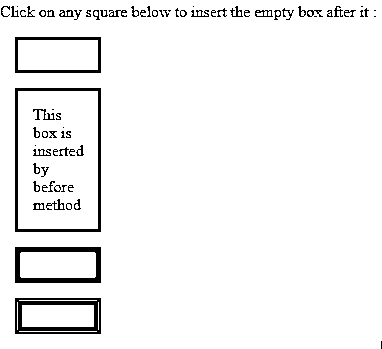 Click on any square below to insert the empty box after it :
This
box is
inserted
by
before
method